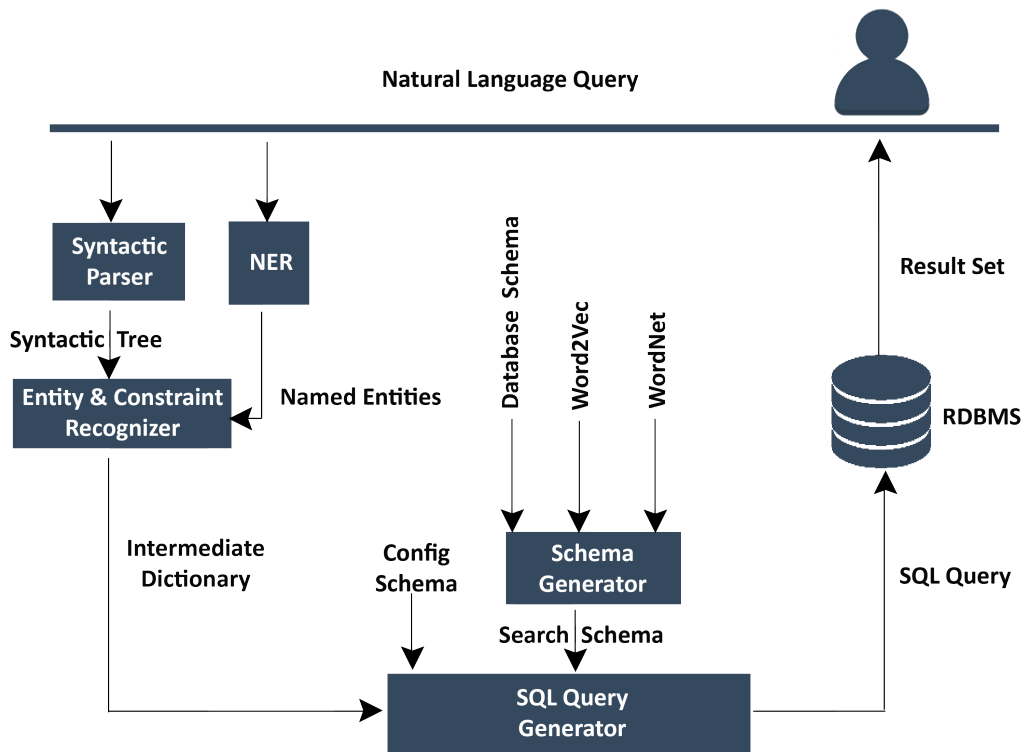 Natural Language Query
Syntactic
Parser
NER
Syntactic Tree
Entity & Constraint
Recognizer
Named Entities
Database Schema
Word2Vec
WordNet
Result Set
RDBMS
Intermediate
Dictionary
Config
Schema
Schema
Generator
SQL Query
Search Schema
SQL Query
Generator